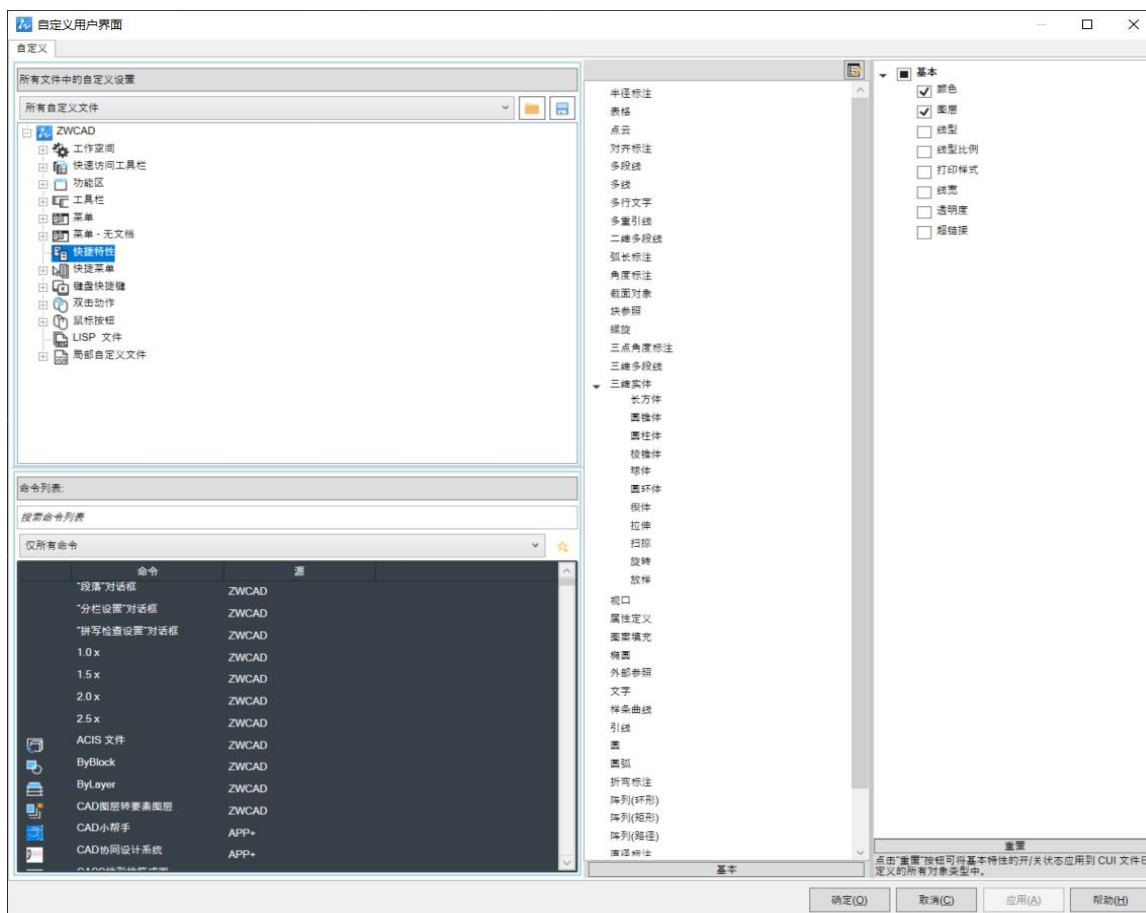 自定义用户界面
自定义
所有文件中的自定义设置
所有自定义文件
ZWCAD
工作空间
快速访问工具栏
功能区
工具栏
菜单
菜单 - 无文档
快捷特性
快捷菜单
键盘快捷键
双击动作
鼠标按钮
LISP 文件
局部自定义文件
命令列表:
搜索命令列表
仅所有命令
命令 源
"段落"对话框 ZWCAD
"分栏设置"对话框 ZWCAD
"拼写检查设置"对话框 ZWCAD
1.0 x ZWCAD
1.5 x ZWCAD
2.0 x ZWCAD
2.5 x ZWCAD
ACIS 文件 ZWCAD
ByBlock ZWCAD
ByLayer ZWCAD
CAD图层转要素图层 ZWCAD
CAD小帮手 APP+
CAD协同设计系统 APP+
半径标注
表格
点云
对齐标注
多段线
多线
多行文字
多重引线
二维多段线
弧长标注
角度标注
截面对象
块参照
螺旋
三点角度标注
三维多段线
三维实体
长方体
圆锥体
圆柱体
棱锥体
球体
圆环体
楔体
拉伸
扫掠
旋转
放样
视口
属性定义
图案填充
椭圆
外部参照
文字
样条曲线
引线
圆
圆弧
折弯标注
阵列(环形)
阵列(矩形)
阵列(路径)
直径标注
基本
基本
颜色
图层
线型
线型比例
打印样式
线宽
透明度
超链接
重置
点击"重置"按钮可将基本特性的开/关状态应用到 CUI 文件已
定义的所有对象类型中。
确定(O) 取消(C) 应用(A) 帮助(H)